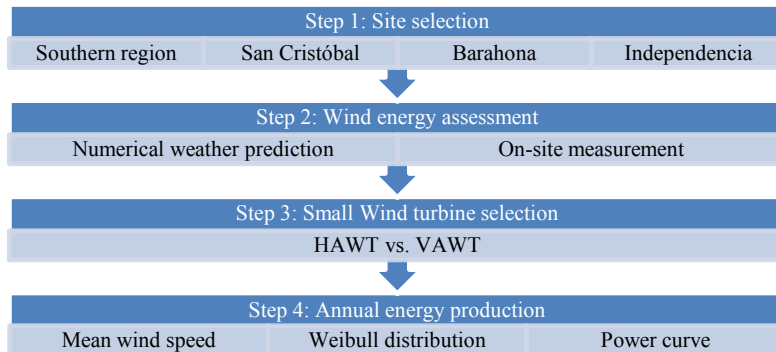 Step 1: Site selection
Southern region San Cristóbal Barahona Independencia
Step 2: Wind energy assessment
Numerical weather prediction On-site measurement
Step 3: Small Wind turbine selection
HAWT vs. VAWT
Step 4: Annual energy production
Mean wind speed Weibull distribution Power curve